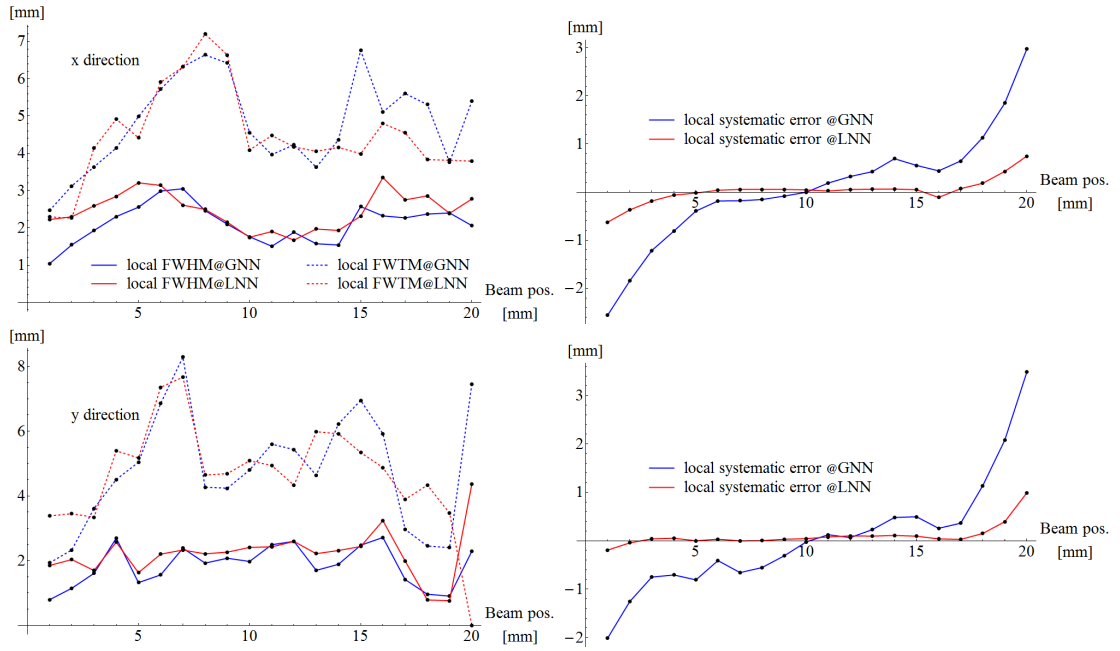 [mm]
7
6
5
4
3
2
1
x direction
local FWHM@GNN
local FWTM@GNN
local FWHM@LNN
local FWTM@LNN
5
10
15
20
Beam pos.
[mm]
[mm]
3
2
1
−1
−2
local systematic error @GNN
local systematic error @LNN
5
10
15
20
Beam pos.
[mm]
[mm]
8
6
4
2
y direction
5
10
15
20
Beam pos.
[mm]
[mm]
3
2
1
−1
−2
local systematic error @GNN
local systematic error @LNN
5
10
15
20
Beam pos.
[mm]